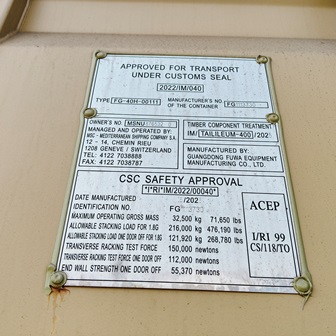 APPROVED FOR TRANSPORT
UNDER CUSTOMS SEAL
2022/IM/040
TYPE FG-40H-00111 MANUFACTURER'S NO. OF THE CONTAINER FG
OWNER'S NO. MSNU
MANAGED AND OPERATED BY:
MSC - MEDITERRANEAN SHIPPING COMPANY S.A.
12 - 14, CHEMIN RIEU
1208 GENEVE / SWITZERLAND
TEL: 4122 7038888
FAX: 4122 7038787
TIMBER COMPONENT TREATMENT
IM/ TAILILEUM-400 /202
MANUFACTURED BY:
GUANGDONG FUWA EQUIPMENT
MANUFACTURING CO., LTD.
CSC SAFETY APPROVAL
*I*RI*IM/2022/00040*
DATE MANUFACTURED /202
IDENTIFICATION NO. FG
MAXIMUM OPERATING GROSS MASS 32,500 kg 71,650 lbs
ALLOWABLE STACKING LOAD FOR 1.8G 216,000 kg 476,190 lbs
ALLOWABLE STACKING LOAD ONE DOOR OFF FOR 1.8G 121,920 kg 268,780 lbs
TRANSVERSE RACKING TEST FORCE 150,000 newtons
TRANSVERSE RACKING TEST FORCE ONE DOOR OFF 112,000 newtons
END WALL STRENGTH ONE DOOR OFF 55,370 newtons
ACEP
I/RI 99
CS/118/TO